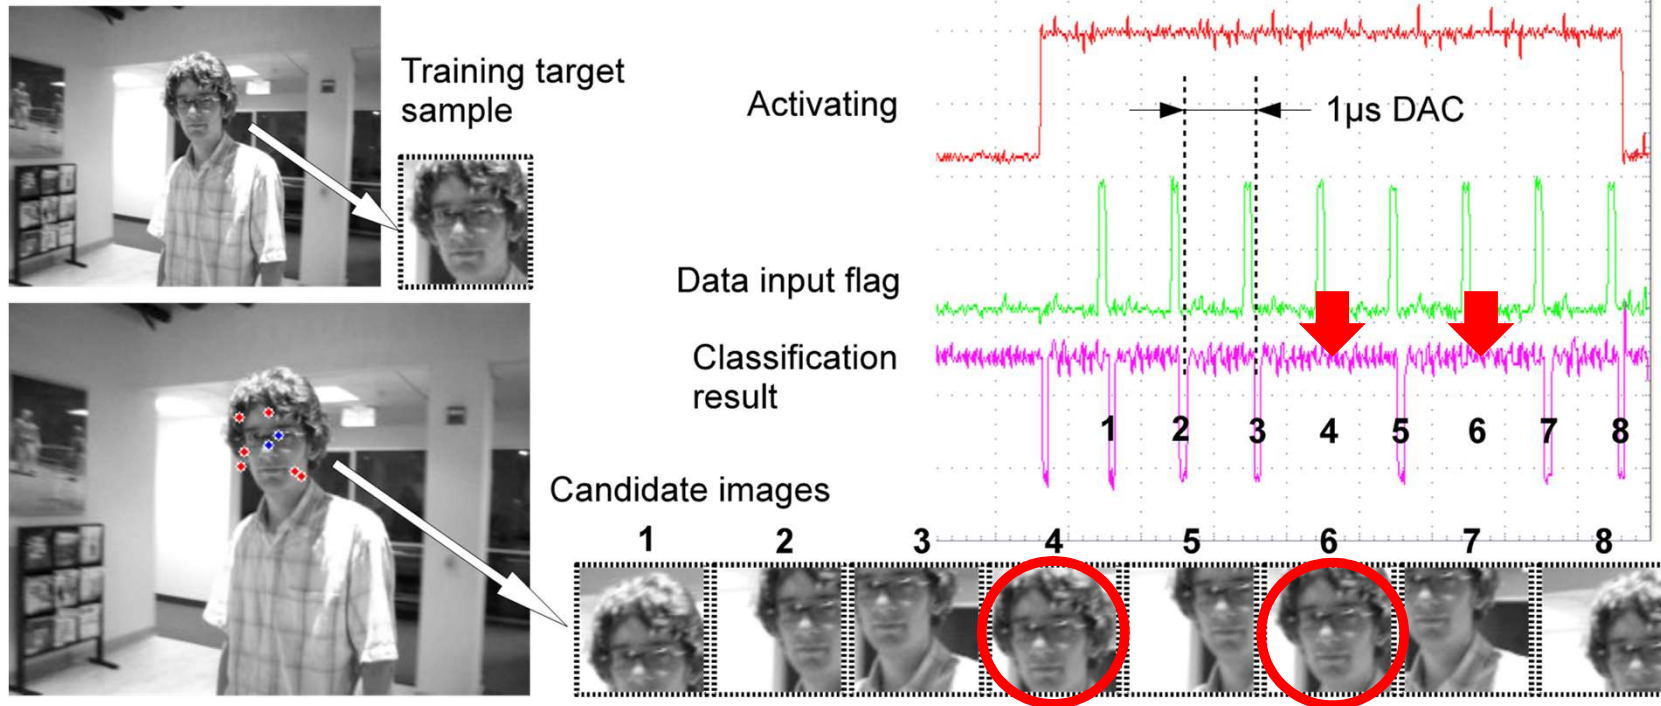 Training target
sample
Activating
1µs DAC
Data input flag
Classification
result
1 2 3 4 5 6 7 8
Candidate images
1 2 3 4 5 6 7 8